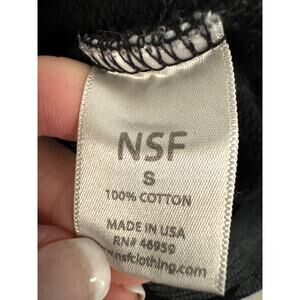 NSF
S
100% COTTON
MADE IN USA
RN# 46959
www.nsfclothing.com